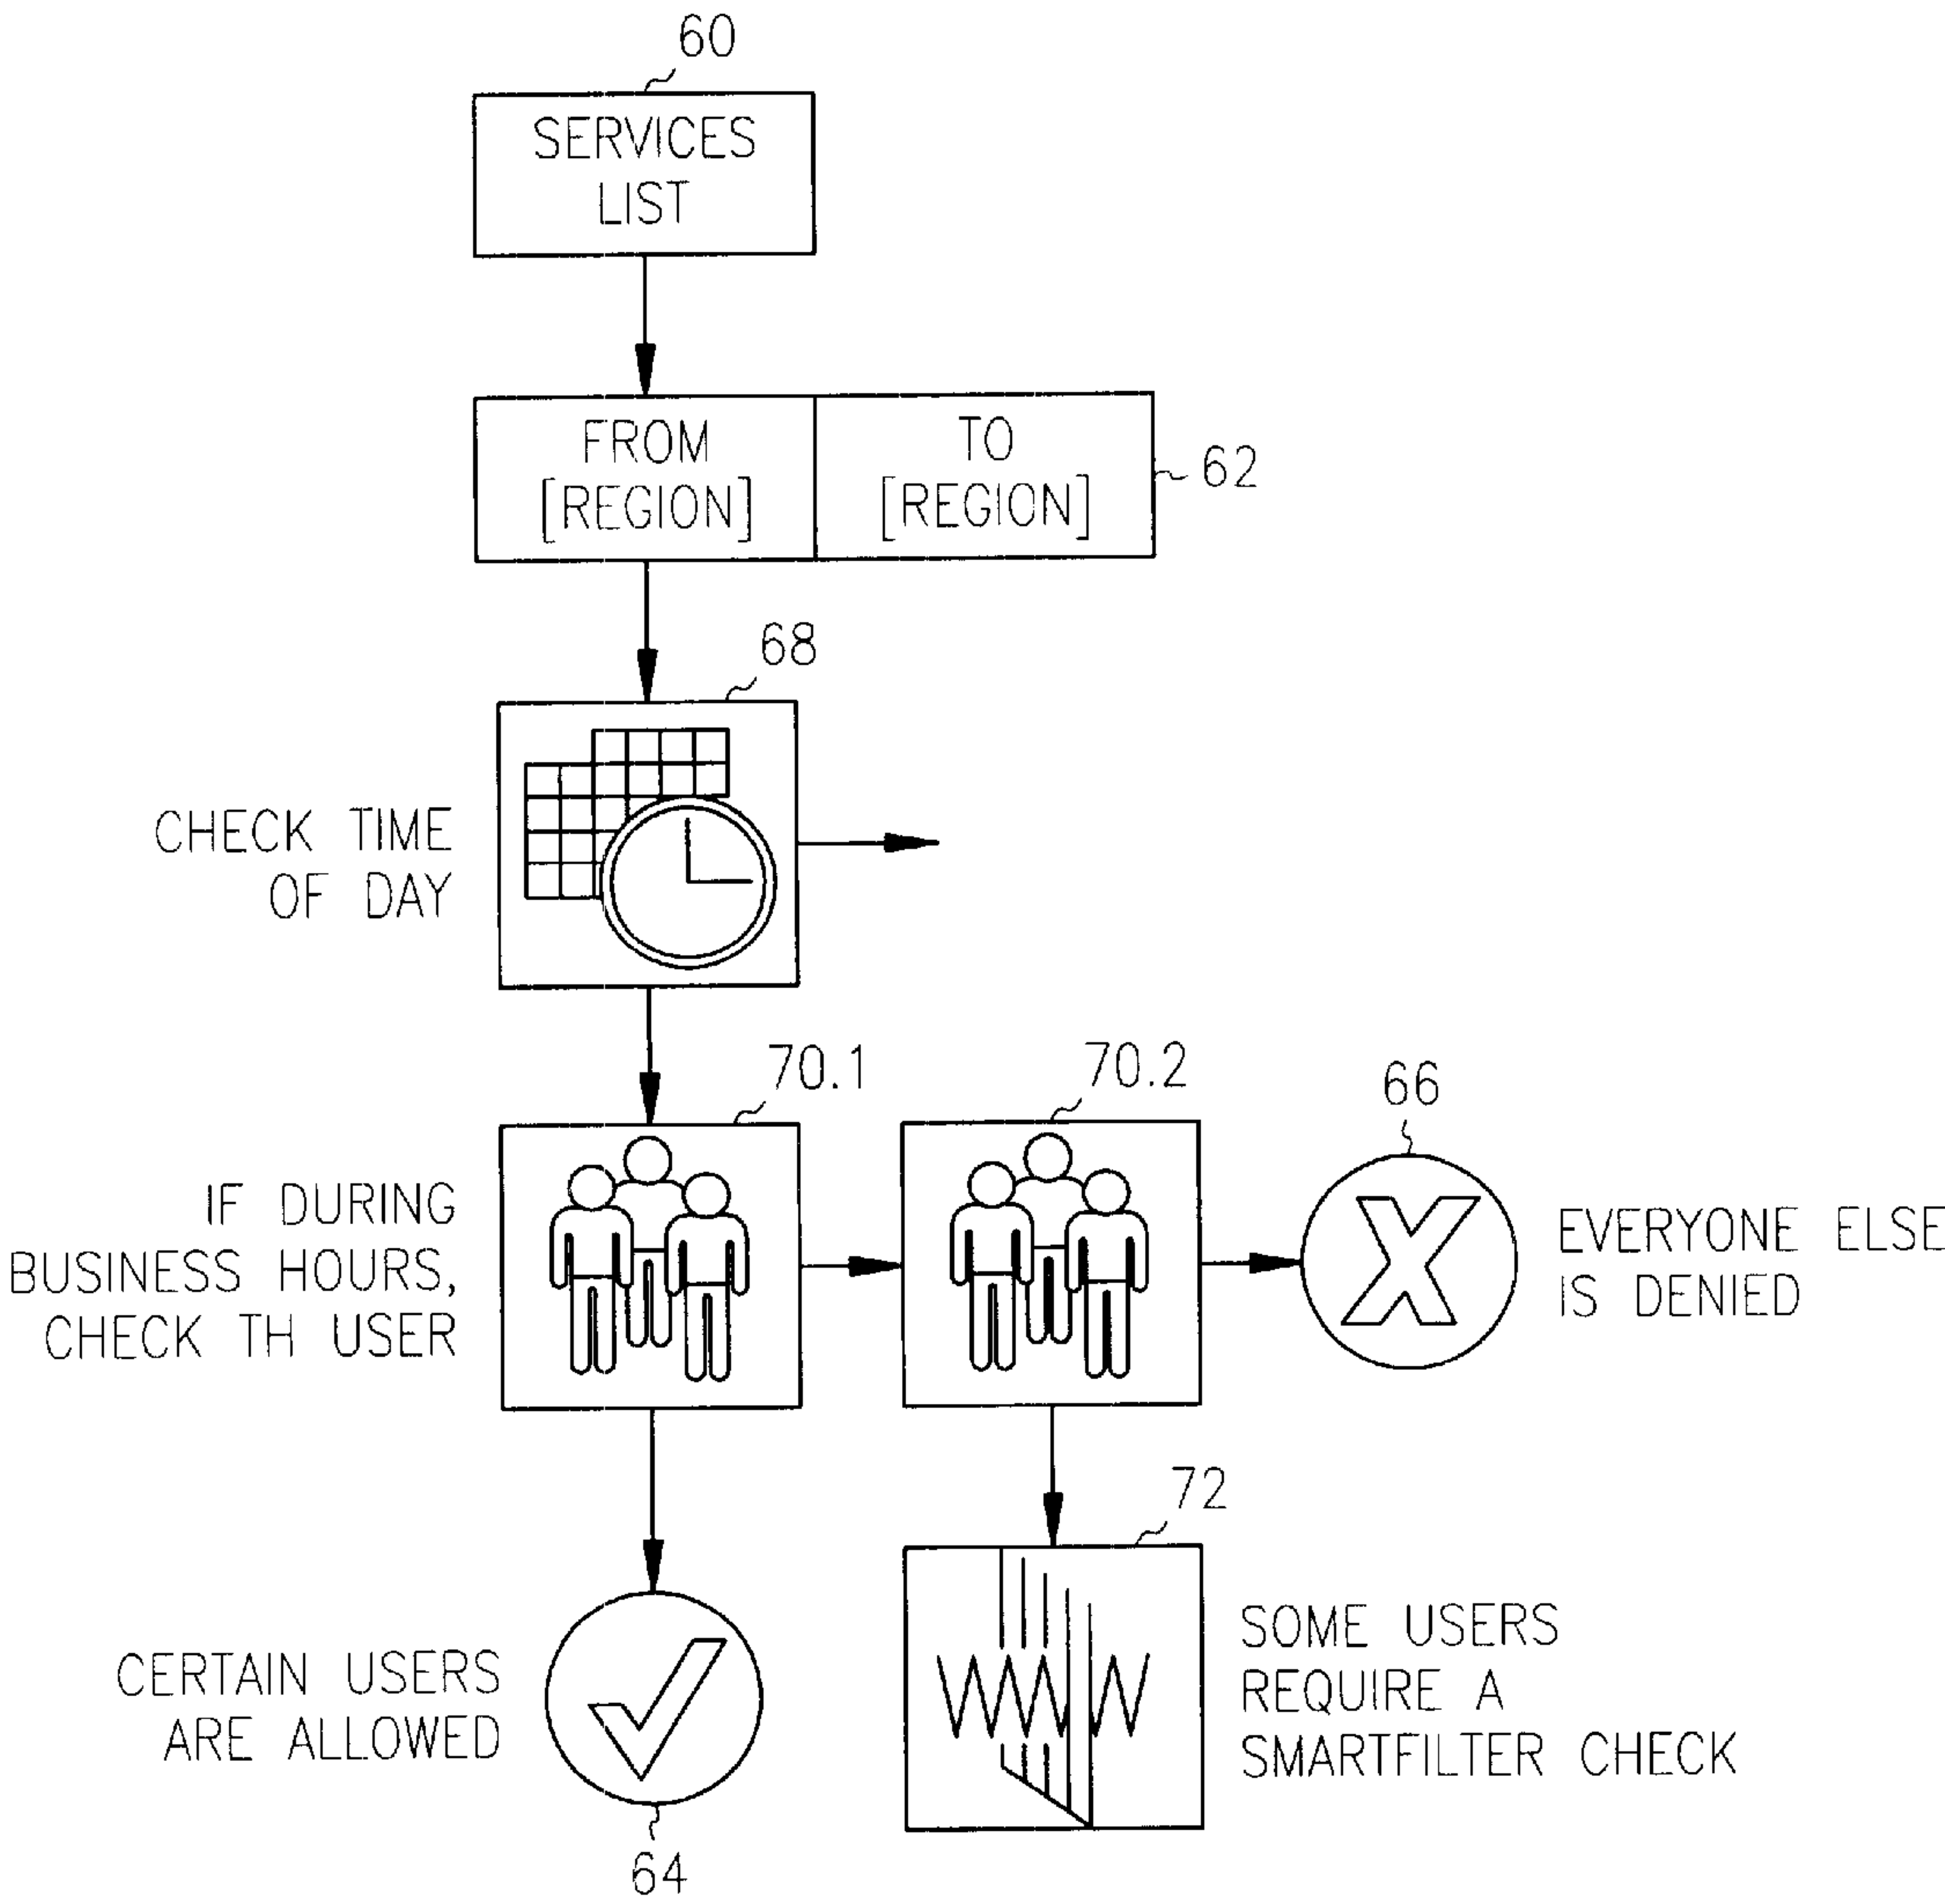 60
SERVICES
LIST
FROM
[REGION]
TO
[REGION]
62
68
CHECK TIME
OF DAY
70.1
70.2
66
IF DURING
BUSINESS HOURS,
CHECK TH USER
EVERYONE ELSE
IS DENIED
72
CERTAIN USERS
ARE ALLOWED
SOME USERS
REQUIRE A
SMARTFILTER CHECK
64